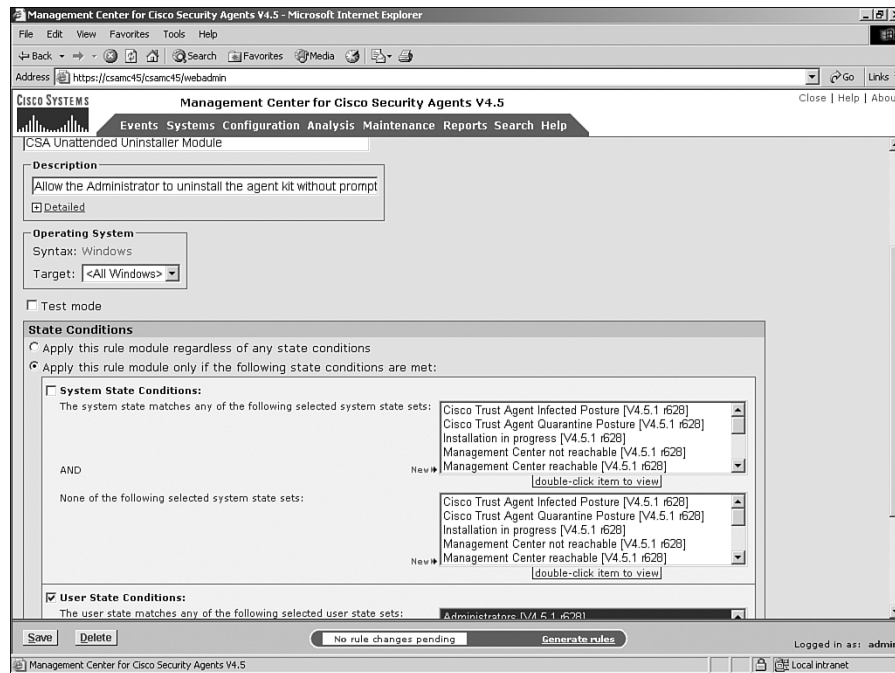 Management Center for Cisco Security Agents V4.5 - Microsoft Internet Explorer
File Edit View Favorites Tools Help
Back Search Favorites Media
Address https://csamc45/csamc45/webadmin Go Links
CISCO SYSTEMS
Management Center for Cisco Security Agents V4.5
Close | Help | Abou
Events Systems Configuration Analysis Maintenance Reports Search Help
CSA Unattended Uninstaller Module
Description
Allow the Administrator to uninstall the agent kit without prompt
+ Detailed
Operating System
Syntax: Windows
Target: <All Windows>
Test mode
State Conditions
Apply this rule module regardless of any state conditions
Apply this rule module only if the following state conditions are met:
System State Conditions:
The system state matches any of the following selected system state sets:
Cisco Trust Agent Infected Posture [V4.5.1 r628]
Cisco Trust Agent Quarantine Posture [V4.5.1 r628]
Installation in progress [V4.5.1 r628]
Management Center not reachable [V4.5.1 r628]
Management Center reachable [V4.5.1 r628]
AND
New
double-click item to view
None of the following selected system state sets:
Cisco Trust Agent Infected Posture [V4.5.1 r628]
Cisco Trust Agent Quarantine Posture [V4.5.1 r628]
Installation in progress [V4.5.1 r628]
Management Center not reachable [V4.5.1 r628]
Management Center reachable [V4.5.1 r628]
New
double-click item to view
User State Conditions:
The user state matches any of the following selected user state sets:
Administrators [V4.5.1 r628]
Save Delete
No rule changes pending
Generate rules
Logged in as: admin
Management Center for Cisco Security Agents V4.5
Local intranet